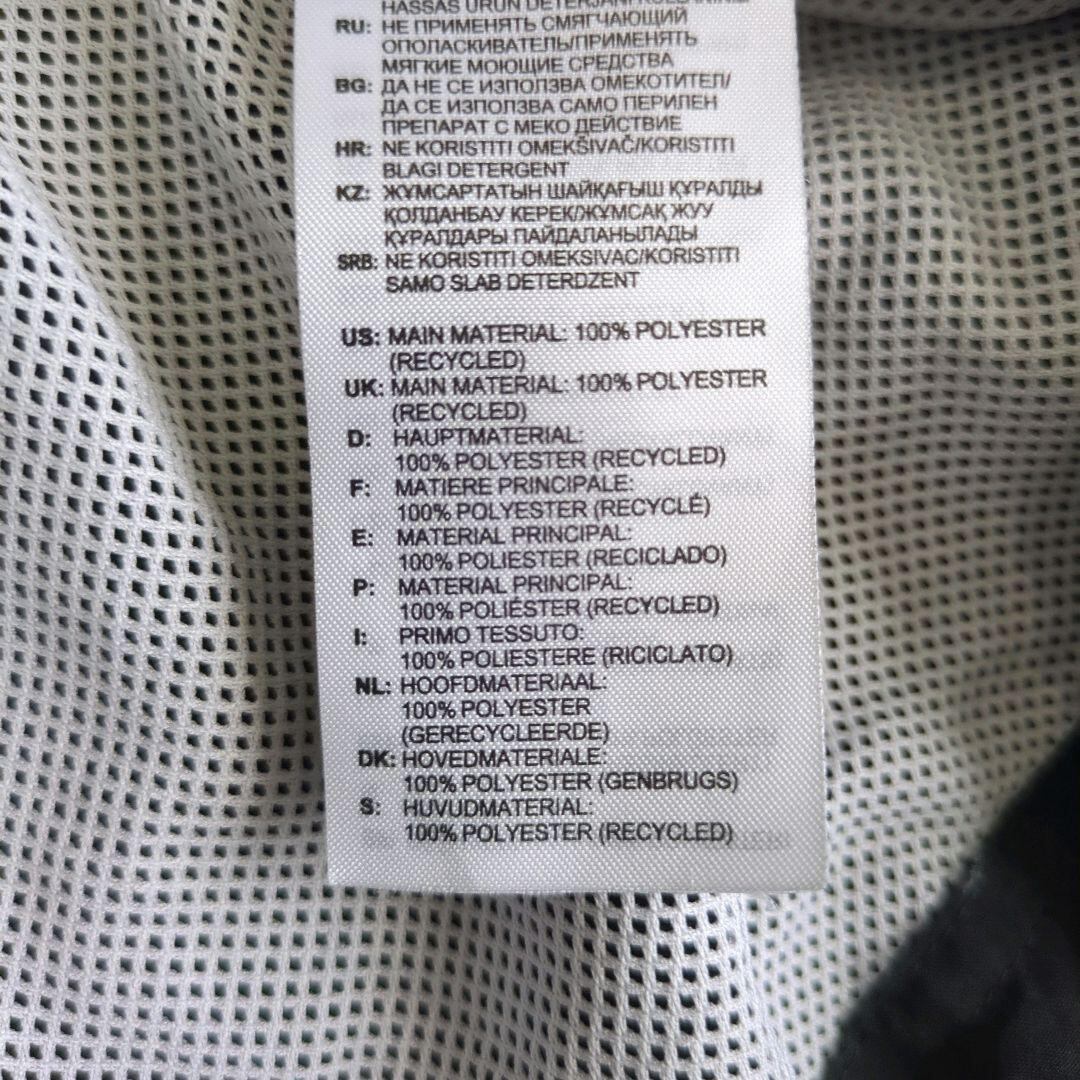 HASSAS ÜRÜN DETERJANI KULLANINIZ
RU: НЕ ПРИМЕНЯТЬ СМЯГЧАЮЩИЙ
ОПОЛАСКИВАТЕЛЬ/ПРИМЕНЯТЬ
МЯГКИЕ МОЮЩИЕ СРЕДСТВА
BG: ДА НЕ СЕ ИЗПОЛЗВА ОМЕКОТИТЕЛ/
ДА СЕ ИЗПОЛЗВА САМО ПЕРИЛЕН
ПРЕПАРАТ С МЕКО ДЕЙСТВИЕ
HR: NE KORISTITI OMEKŠIVAČ/KORISTITI
BLAGI DETERGENT
KZ: ЖҰМСАРТАТЫН ШАЙҚАҒЫШ ҚҰРАЛДЫ
ҚОЛДАНБАУ КЕРЕК/ЖҰМСАҚ ЖУУ
ҚҰРАЛДАРЫ ПАЙДАЛАНЫЛАДЫ
SRB: NE KORISTITI OMEKSIVAC/KORISTITI
SAMO SLAB DETERDZENT
US: MAIN MATERIAL: 100% POLYESTER
(RECYCLED)
UK: MAIN MATERIAL: 100% POLYESTER
(RECYCLED)
D: HAUPTMATERIAL:
100% POLYESTER (RECYCLED)
F: MATIERE PRINCIPALE:
100% POLYESTER (RECYCLÉ)
E: MATERIAL PRINCIPAL:
100% POLIESTER (RECICLADO)
P: MATERIAL PRINCIPAL:
100% POLIÉSTER (RECYCLED)
I: PRIMO TESSUTO:
100% POLIESTERE (RICICLATO)
NL: HOOFDMATERIAAL:
100% POLYESTER
(GERECYCLEERDE)
DK: HOVEDMATERIALE:
100% POLYESTER (GENBRUGS)
S: HUVUDMATERIAL:
100% POLYESTER (RECYCLED)